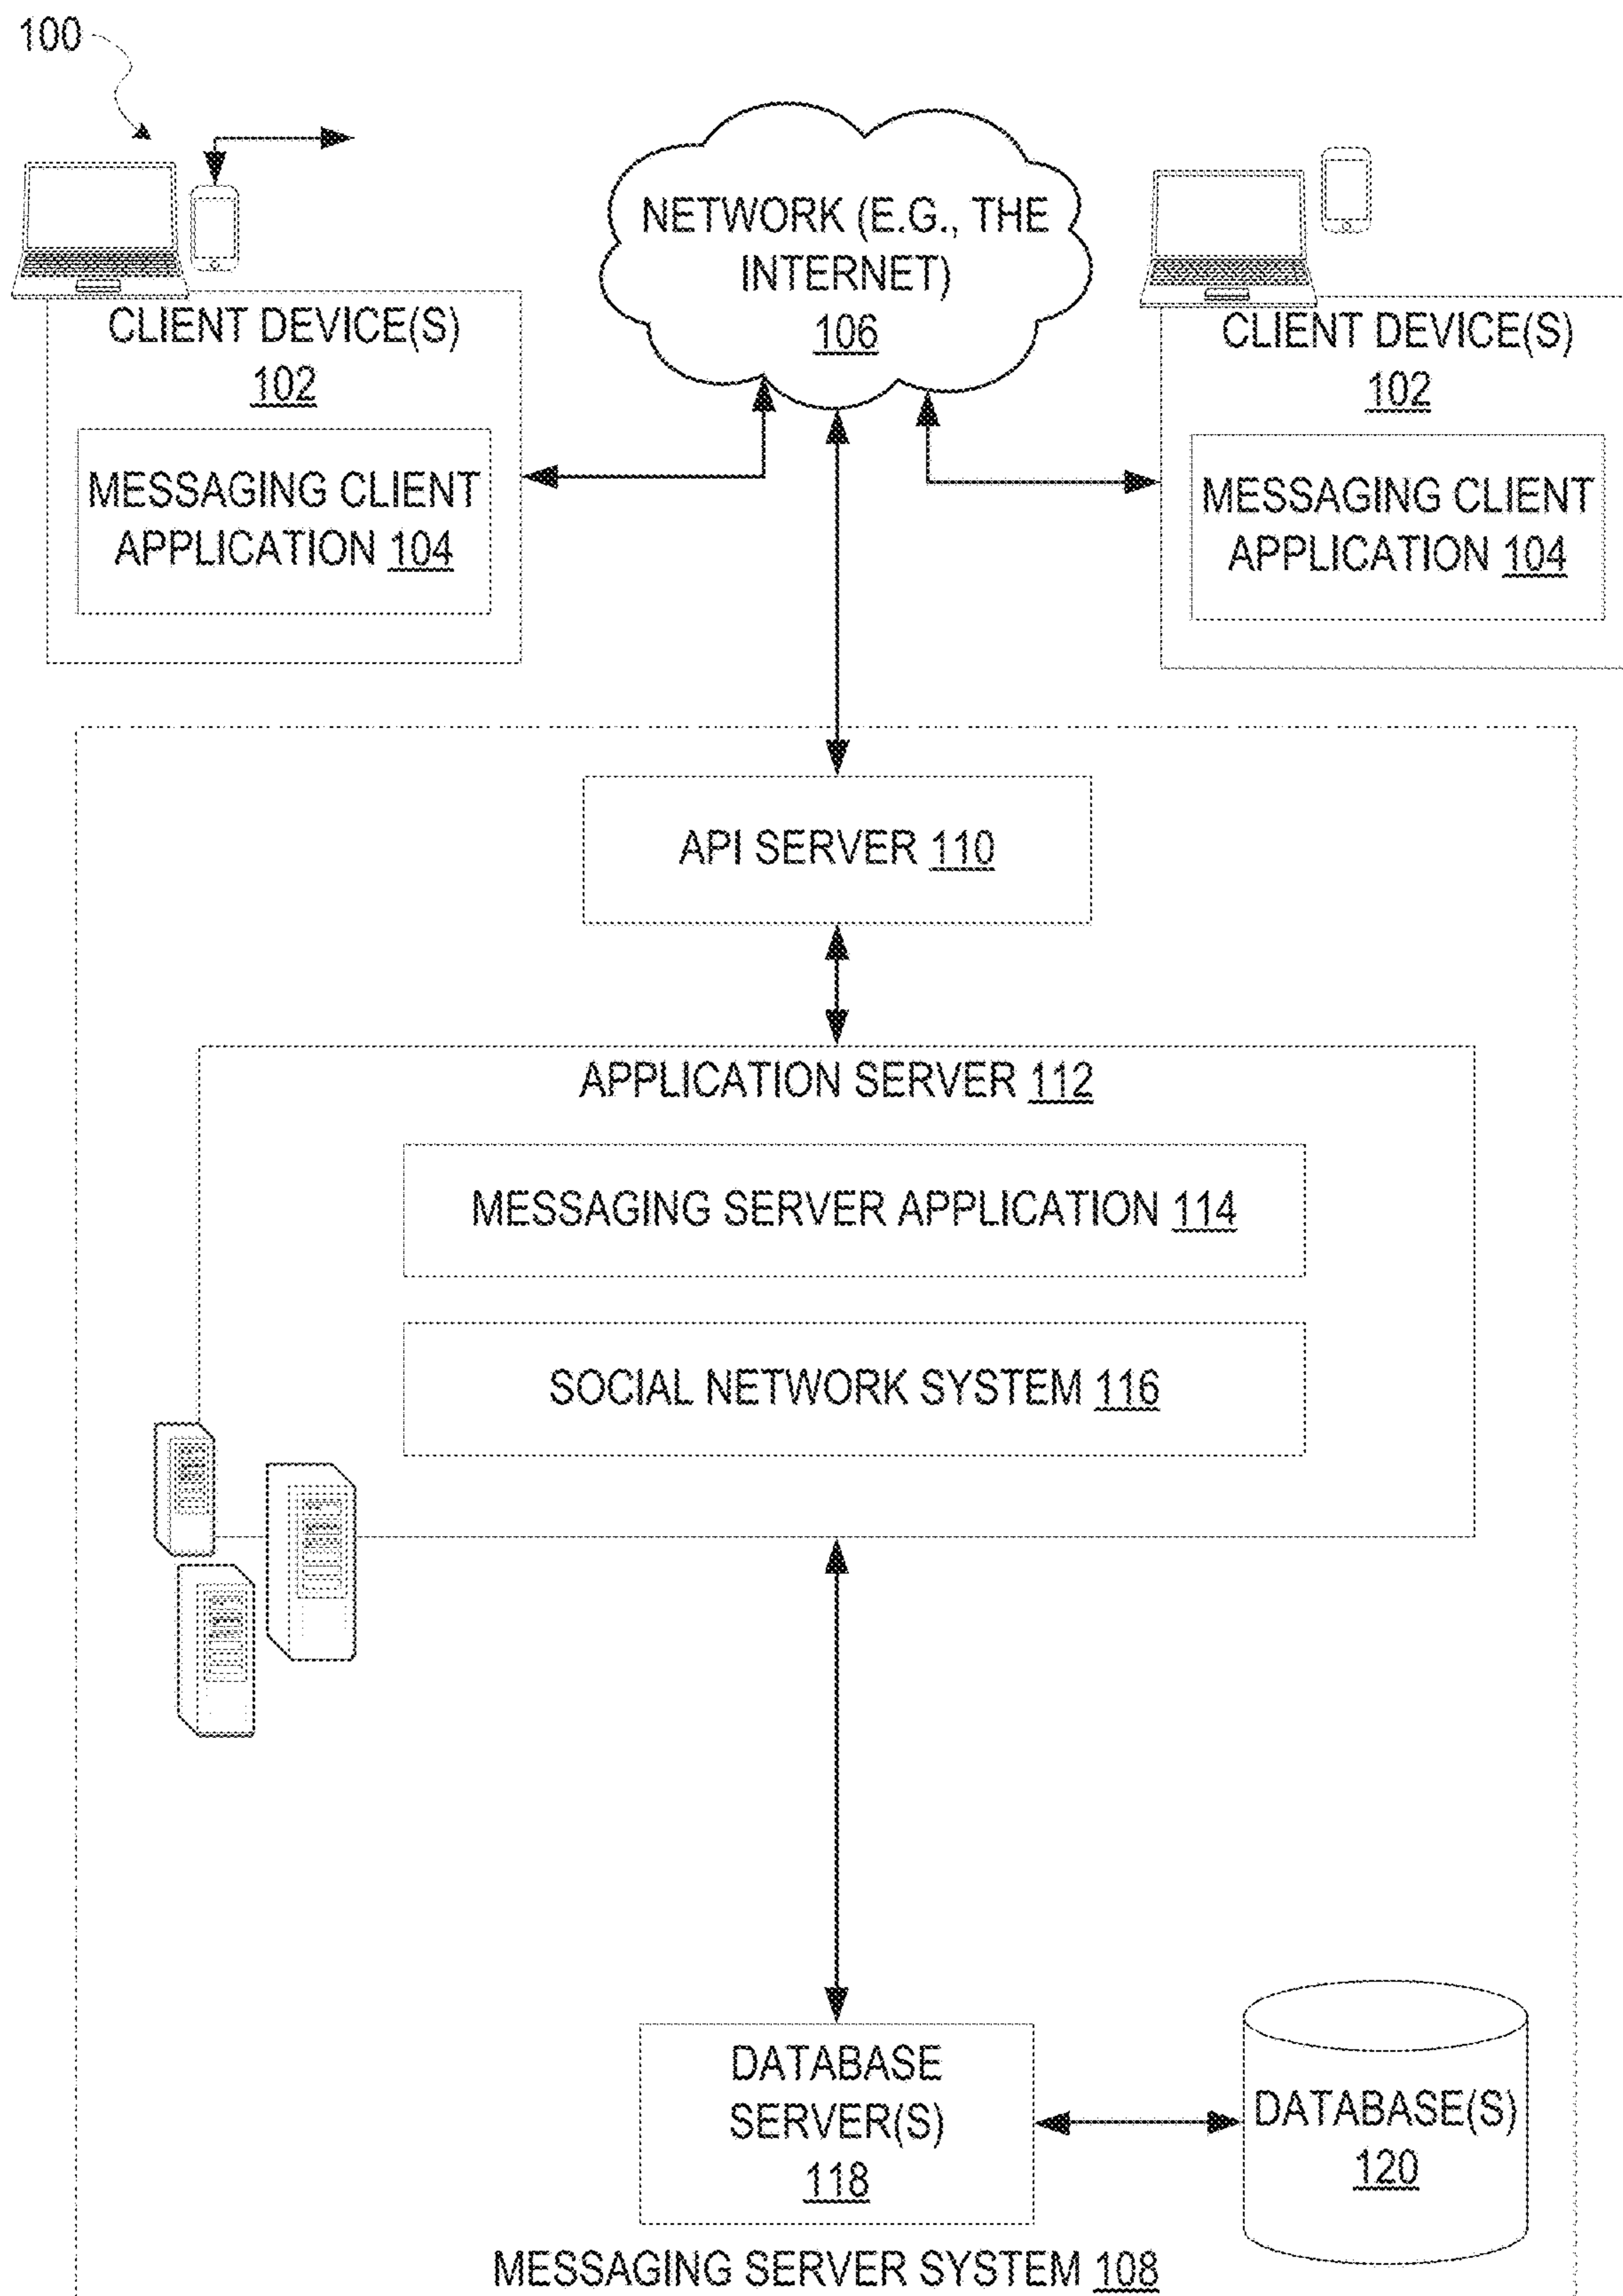 100
NETWORK (E.G., THE
INTERNET)
106
CLIENT DEVICE(S)
102
MESSAGING CLIENT
APPLICATION 104
CLIENT DEVICE(S)
102
MESSAGING CLIENT
APPLICATION 104
API SERVER 110
APPLICATION SERVER 112
MESSAGING SERVER APPLICATION 114
SOCIAL NETWORK SYSTEM 116
DATABASE
SERVER(S)
118
DATABASE(S)
120
MESSAGING SERVER SYSTEM 108